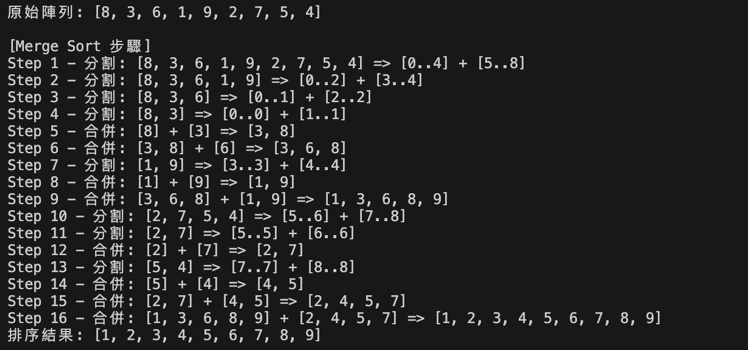 原始陣列: [8, 3, 6, 1, 9, 2, 7, 5, 4]
[Merge Sort 步驟]
Step 1 - 分割: [8, 3, 6, 1, 9, 2, 7, 5, 4] => [0..4] + [5..8]
Step 2 - 分割: [8, 3, 6, 1, 9] => [0..2] + [3..4]
Step 3 - 分割: [8, 3, 6] => [0..1] + [2..2]
Step 4 - 分割: [8, 3] => [0..0] + [1..1]
Step 5 - 合併: [8] + [3] => [3, 8]
Step 6 - 合併: [3, 8] + [6] => [3, 6, 8]
Step 7 - 分割: [1, 9] => [3..3] + [4..4]
Step 8 - 合併: [1] + [9] => [1, 9]
Step 9 - 合併: [3, 6, 8] + [1, 9] => [1, 3, 6, 8, 9]
Step 10 - 分割: [2, 7, 5, 4] => [5..6] + [7..8]
Step 11 - 分割: [2, 7] => [5..5] + [6..6]
Step 12 - 合併: [2] + [7] => [2, 7]
Step 13 - 分割: [5, 4] => [7..7] + [8..8]
Step 14 - 合併: [5] + [4] => [4, 5]
Step 15 - 合併: [2, 7] + [4, 5] => [2, 4, 5, 7]
Step 16 - 合併: [1, 3, 6, 8, 9] + [2, 4, 5, 7] => [1, 2, 3, 4, 5, 6, 7, 8, 9]
排序結果: [1, 2, 3, 4, 5, 6, 7, 8, 9]